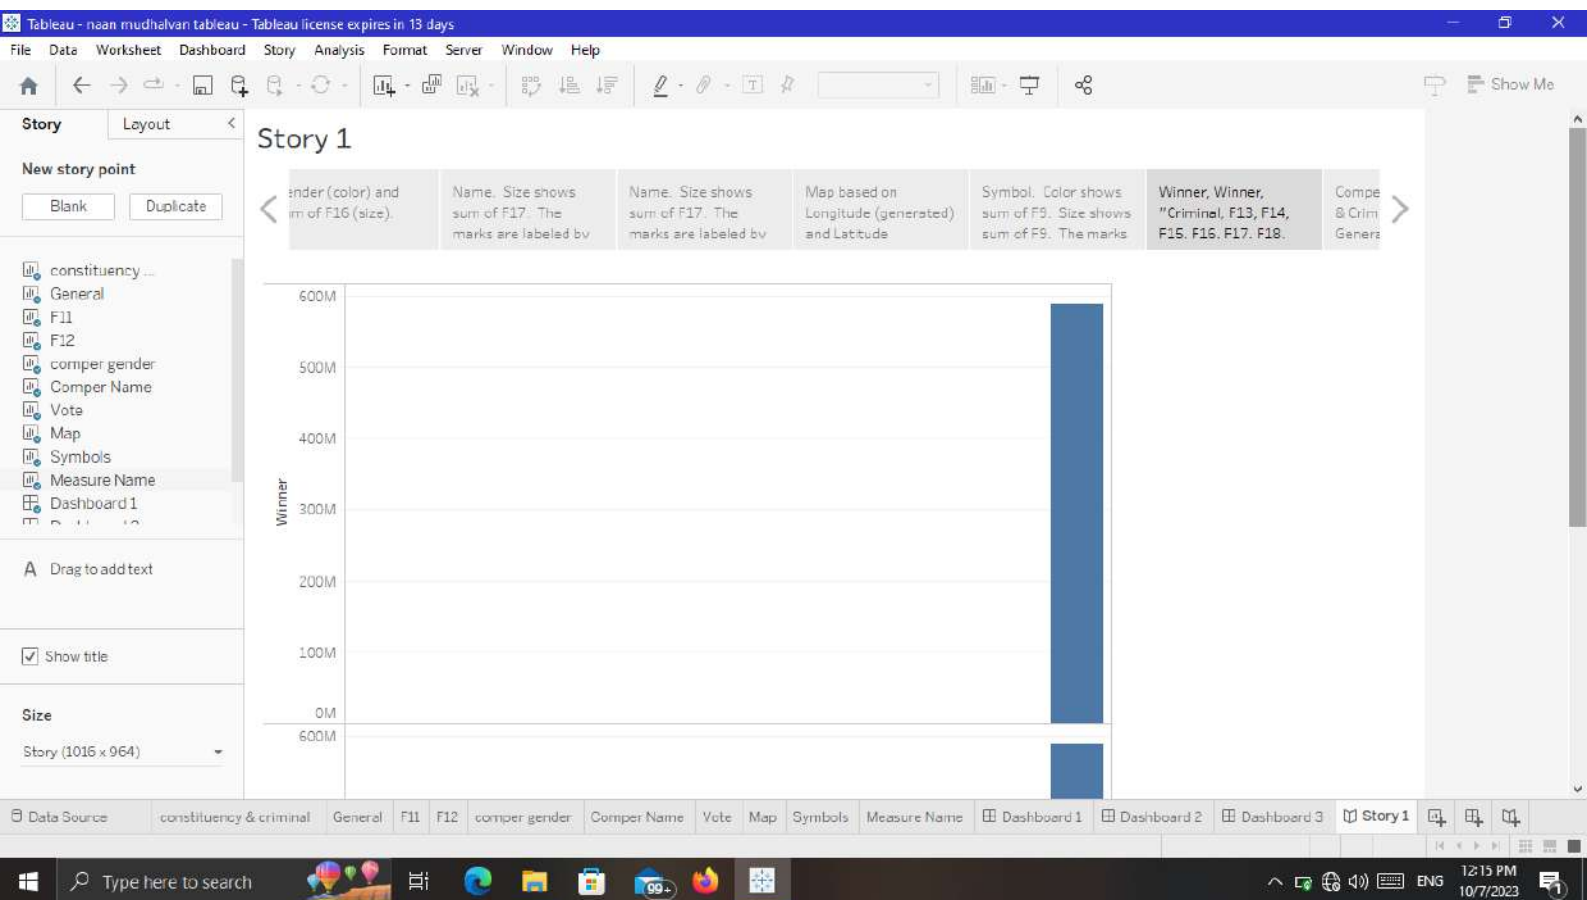 Tableau - naan mudhalvan tableau - Tableau license expires in 13 days
File Data Worksheet Dashboard Story Analysis Format Server Window Help
Show Me
Story Layout
New story point
Blank Duplicate
constituency ...
General
F11
F12
comper gender
Comper Name
Vote
Map
Symbols
Measure Name
Dashboard 1
A Drag to add text
Show title
Size
Story (1016 x 964)
Story 1
ender (color) and
m of F16 (size).
Name. Size shows
sum of F17. The
marks are labeled by
Name. Size shows
sum of F17. The
marks are labeled by
Map based on
Longitude (generated)
and Latitude
Symbol. Color shows
sum of F9. Size shows
sum of F9. The marks
Winner, Winner,
"Criminal, F13, F14,
F15, F16, F17, F18,
Compe
& Crim
Genera
600M
500M
400M
300M
200M
100M
0M
Winner
600M
Data Source constituency & criminal General F11 F12 comper gender Comper Name Vote Map Symbols Measure Name Dashboard 1 Dashboard 2 Dashboard 3 Story 1
Type here to search
99+
ENG
12:15 PM
10/7/2023
1